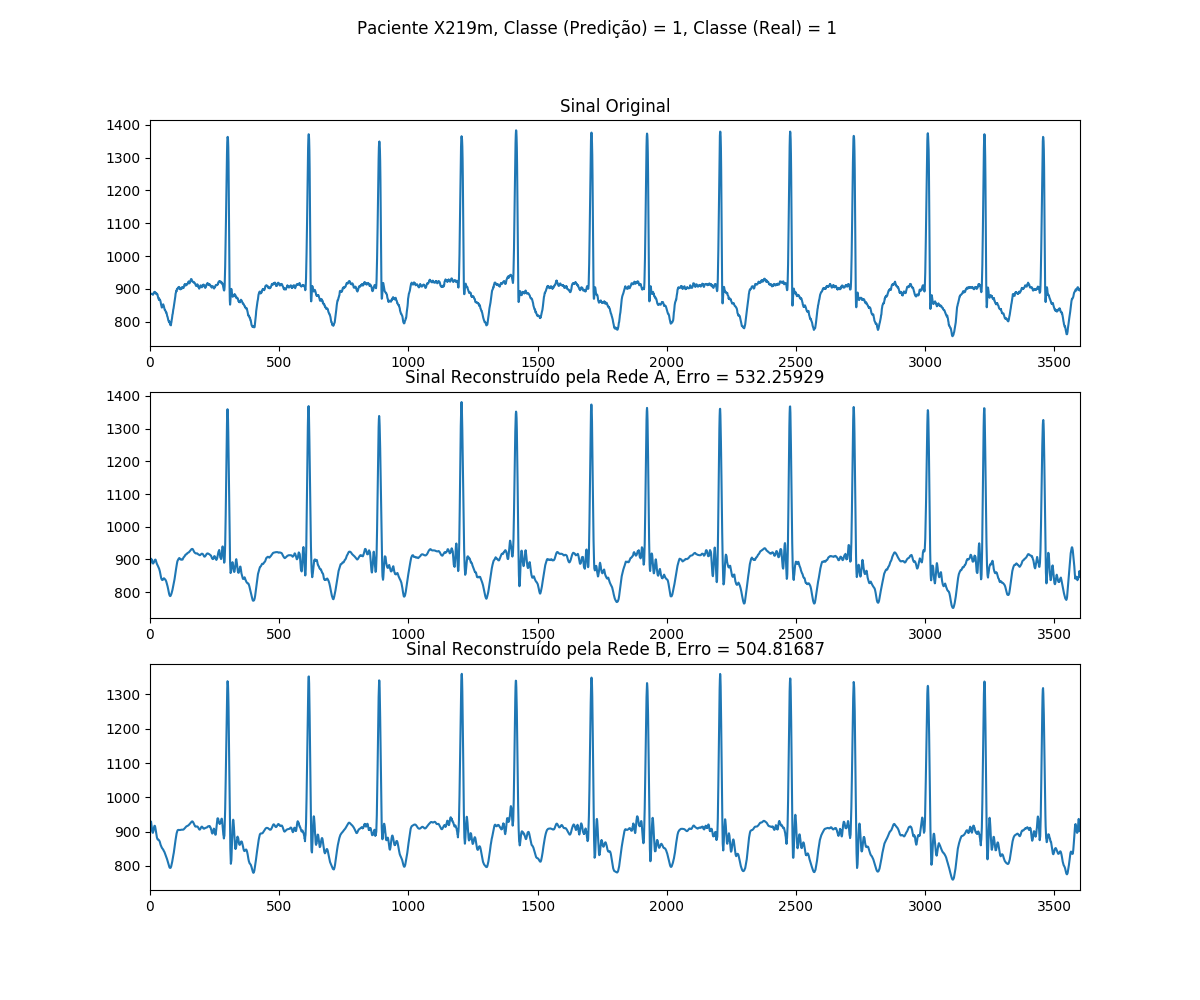 Paciente X219m, Classe (Predição) = 1, Classe (Real) = 1
Sinal Original
1400
1300
1200
1100
1000
900
800
0 500 1000 1500 2000 2500 3000 3500
Sinal Reconstruído pela Rede A, Erro = 532.25929
1400
1300
1200
1100
1000
900
800
0 500 1000 1500 2000 2500 3000 3500
Sinal Reconstruído pela Rede B, Erro = 504.81687
1300
1200
1100
1000
900
800
0 500 1000 1500 2000 2500 3000 3500